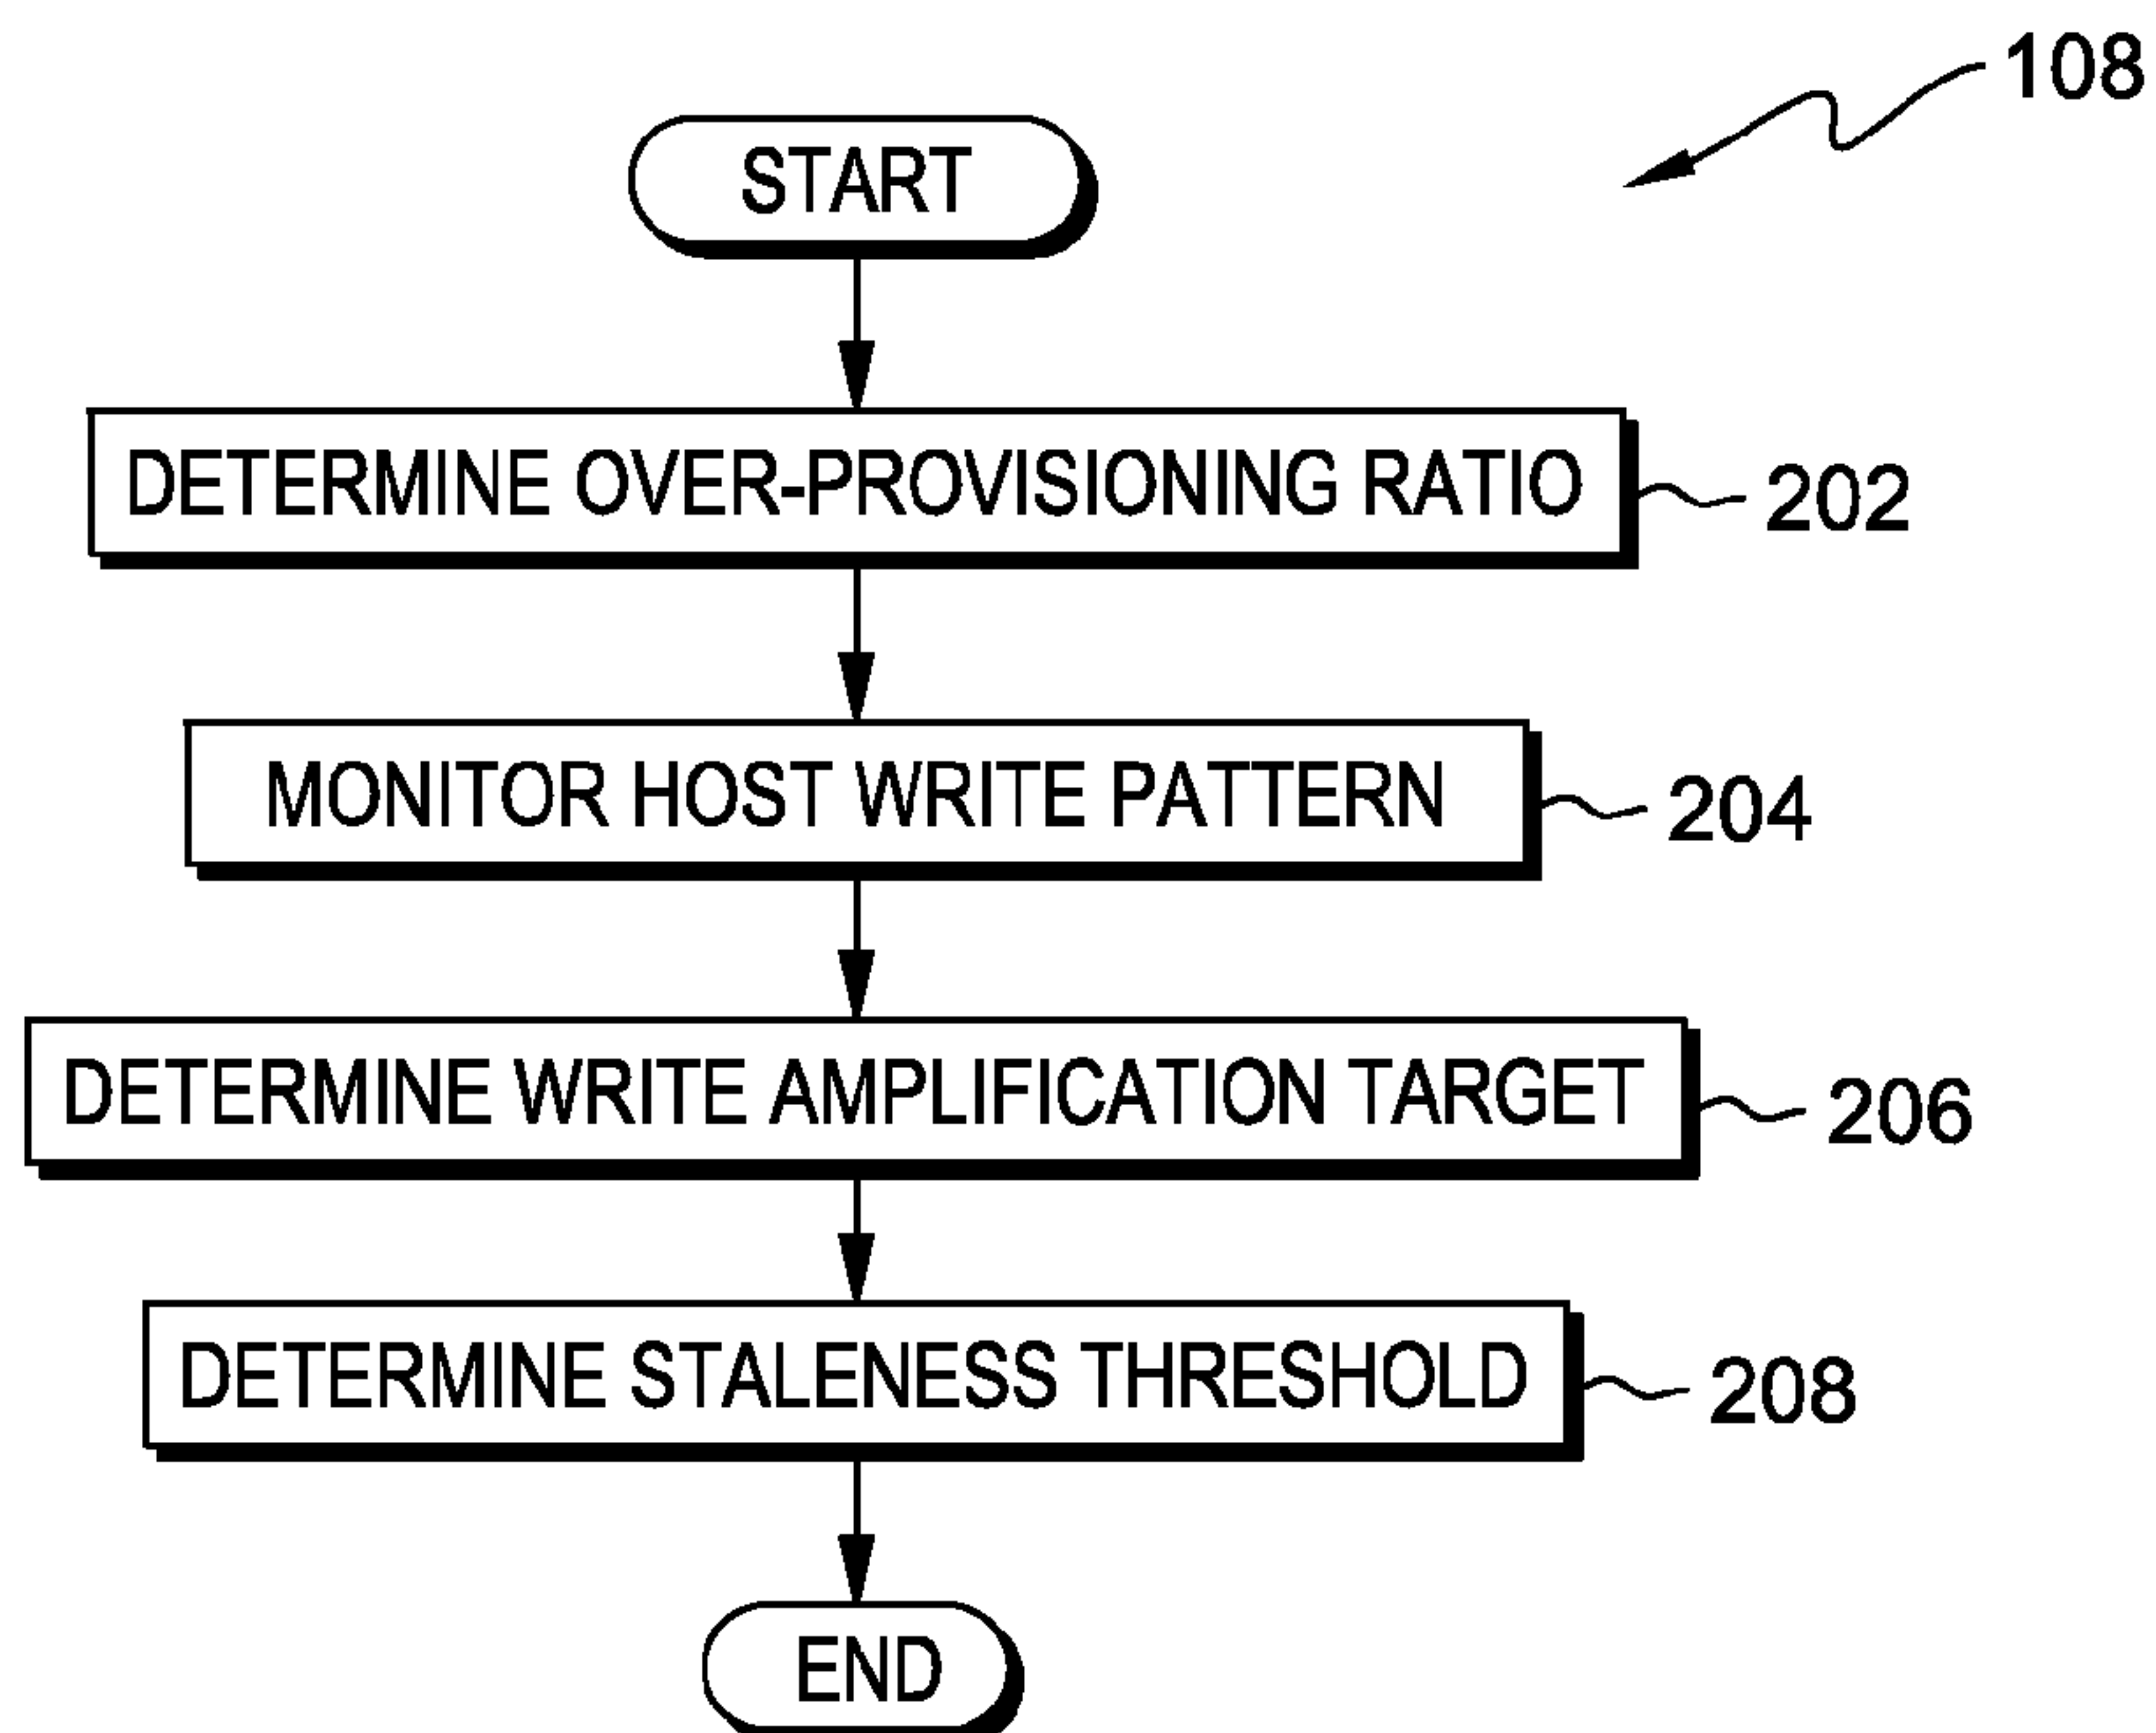 108
START
DETERMINE OVER-PROVISIONING RATIO
202
MONITOR HOST WRITE PATTERN
204
DETERMINE WRITE AMPLIFICATION TARGET
206
DETERMINE STALENESS THRESHOLD
208
END